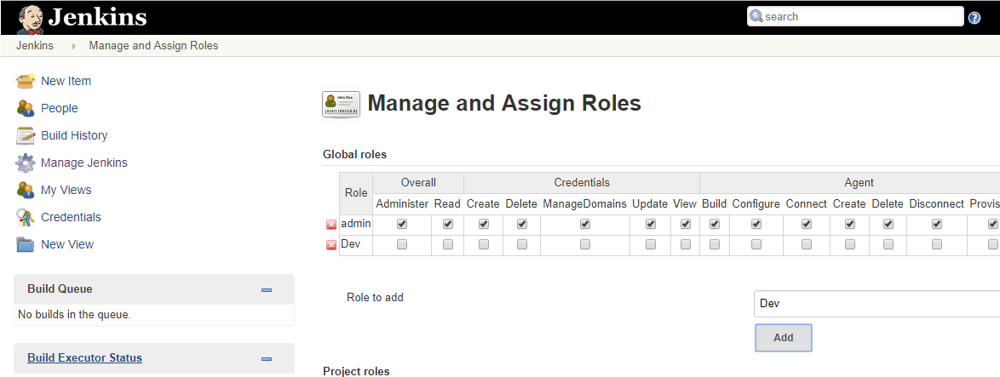 Jenkins
search
Jenkins Manage and Assign Roles
New Item
People
Build History
Manage Jenkins
My Views
Credentials
New View
Build Queue
No builds in the queue.
Build Executor Status
Manage and Assign Roles
Global roles
Role Overall Credentials Agent
Administer Read Create Delete ManageDomains Update View Build Configure Connect Create Delete Disconnect Provis
admin
Dev
Role to add
Dev
Add
Project roles